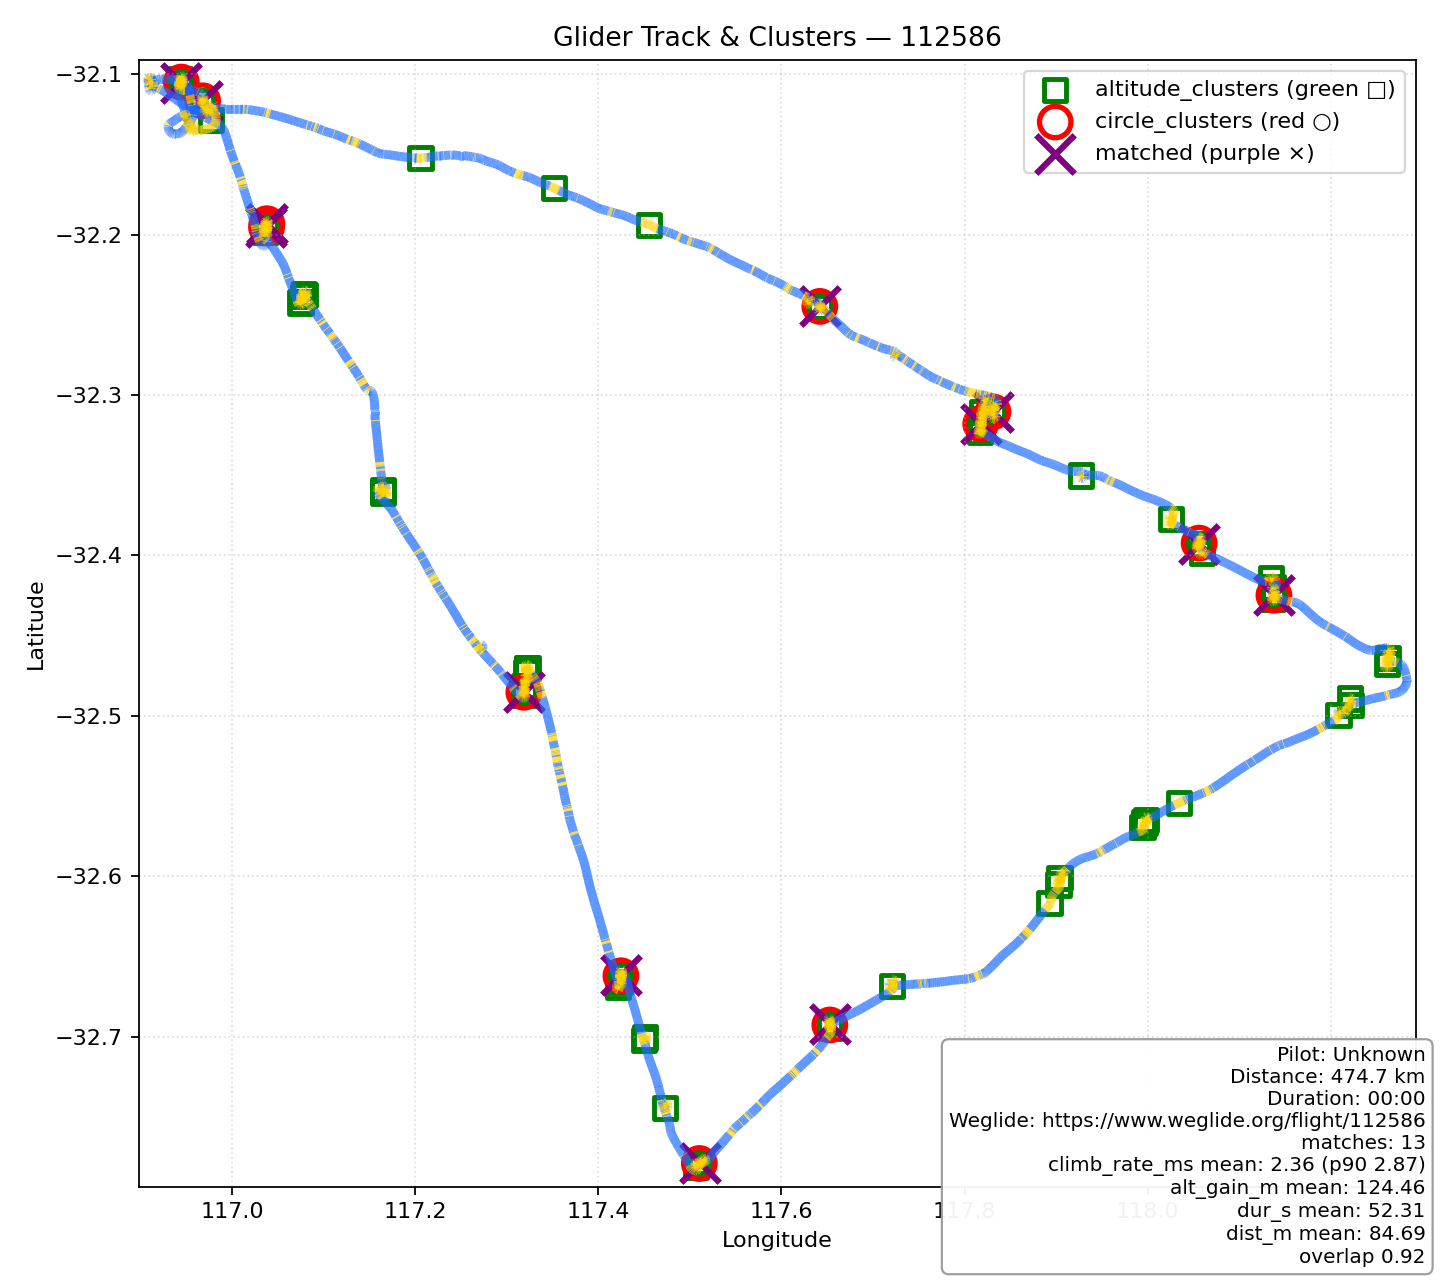 Glider Track & Clusters — 112586
altitude_clusters (green □)
circle_clusters (red ○)
matched (purple ×)
−32.1
−32.2
−32.3
−32.4
−32.5
−32.6
−32.7
Latitude
117.0
117.2
117.4
117.6
117.8
118.0
Longitude
Pilot: Unknown
Distance: 474.7 km
Duration: 00:00
Weglide: https://www.weglide.org/flight/112586
matches: 13
climb_rate_ms mean: 2.36 (p90 2.87)
alt_gain_m mean: 124.46
dur_s mean: 52.31
dist_m mean: 84.69
overlap 0.92